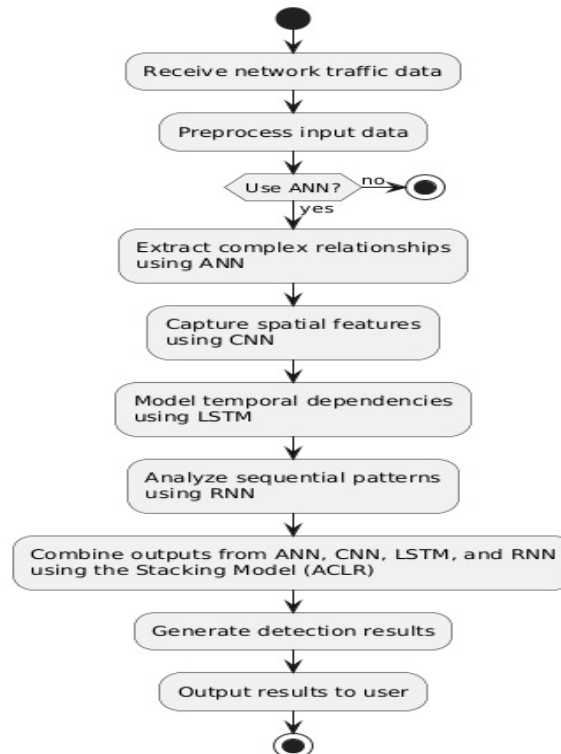 Receive network traffic data
Preprocess input data
Use ANN?
no
yes
Extract complex relationships
using ANN
Capture spatial features
using CNN
Model temporal dependencies
using LSTM
Analyze sequential patterns
using RNN
Combine outputs from ANN, CNN, LSTM, and RNN
using the Stacking Model (ACLR)
Generate detection results
Output results to user